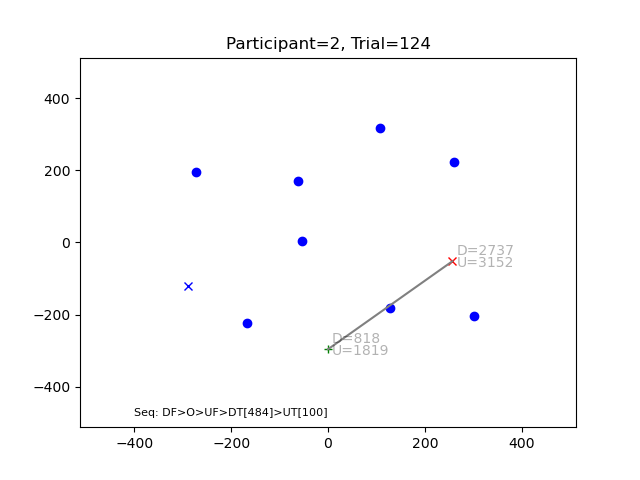 Participant=2, Trial=124
400
200
0
−200
−400
D=2737
U=3152
D=818
U=1819
Seq: DF>O>UF>DT[484]>UT[100]
−400
−200
0
200
400